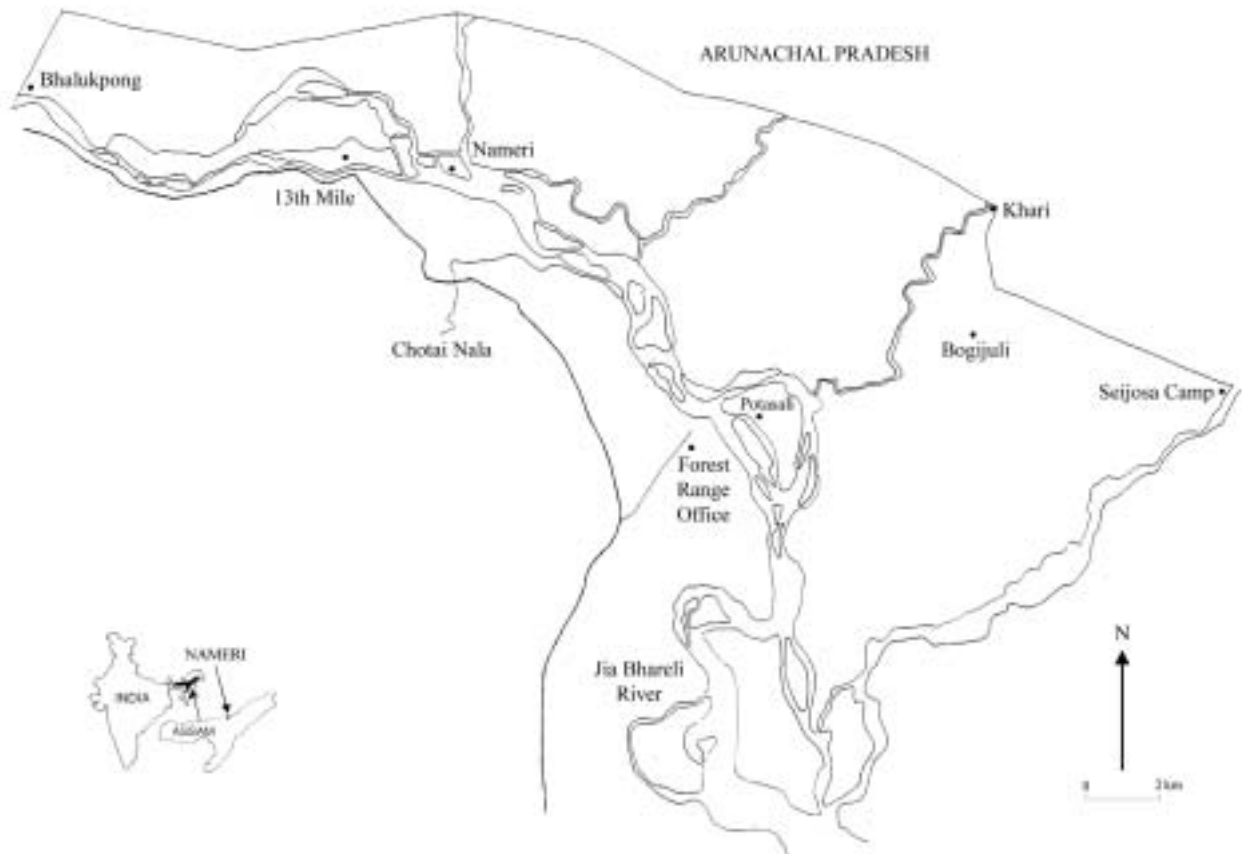 ARUNACHAL PRADESH
Bhalukpong
Nameri
13th Mile
Khari
Chotai Nala
Bogijuli
Seijosa Camp
Potasali
Forest
Range
Office
N
Jia Bhareli
River
NAMERI
INDIA
ASSAM
0 2 km